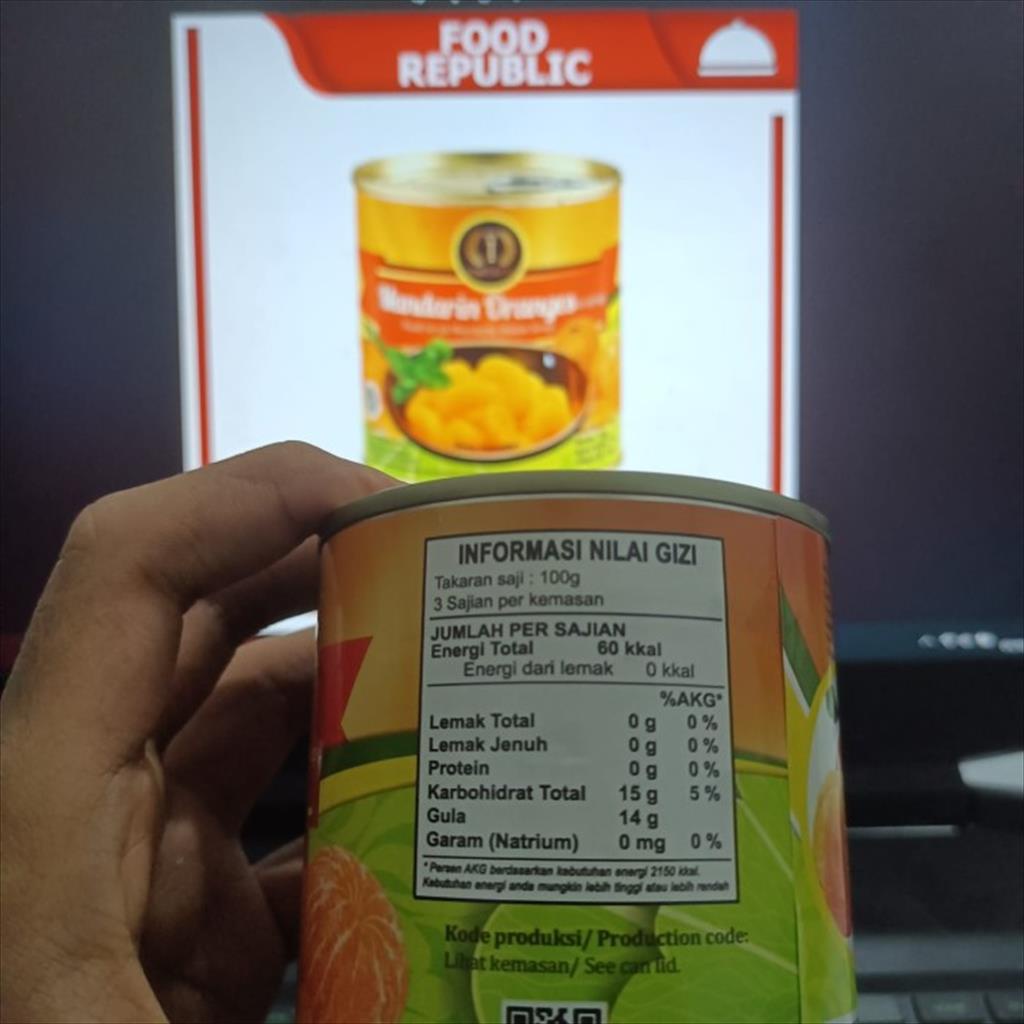 FOOD
REPUBLIC
Mandarin Oranges
INFORMASI NILAI GIZI
Takaran saji : 100g
3 Sajian per kemasan
JUMLAH PER SAJIAN
Energi Total 60 kkal
Energi dari lemak 0 kkal
%AKG*
Lemak Total 0 g 0 %
Lemak Jenuh 0 g 0 %
Protein 0 g 0 %
Karbohidrat Total 15 g 5 %
Gula 14 g
Garam (Natrium) 0 mg 0 %
*Persen AKG berdasarkan kebutuhan energi 2150 kkal.
Kebutuhan energi anda mungkin lebih tinggi atau lebih rendah
Kode produksi/ Production code:
Lihat kemasan/ See can lid.